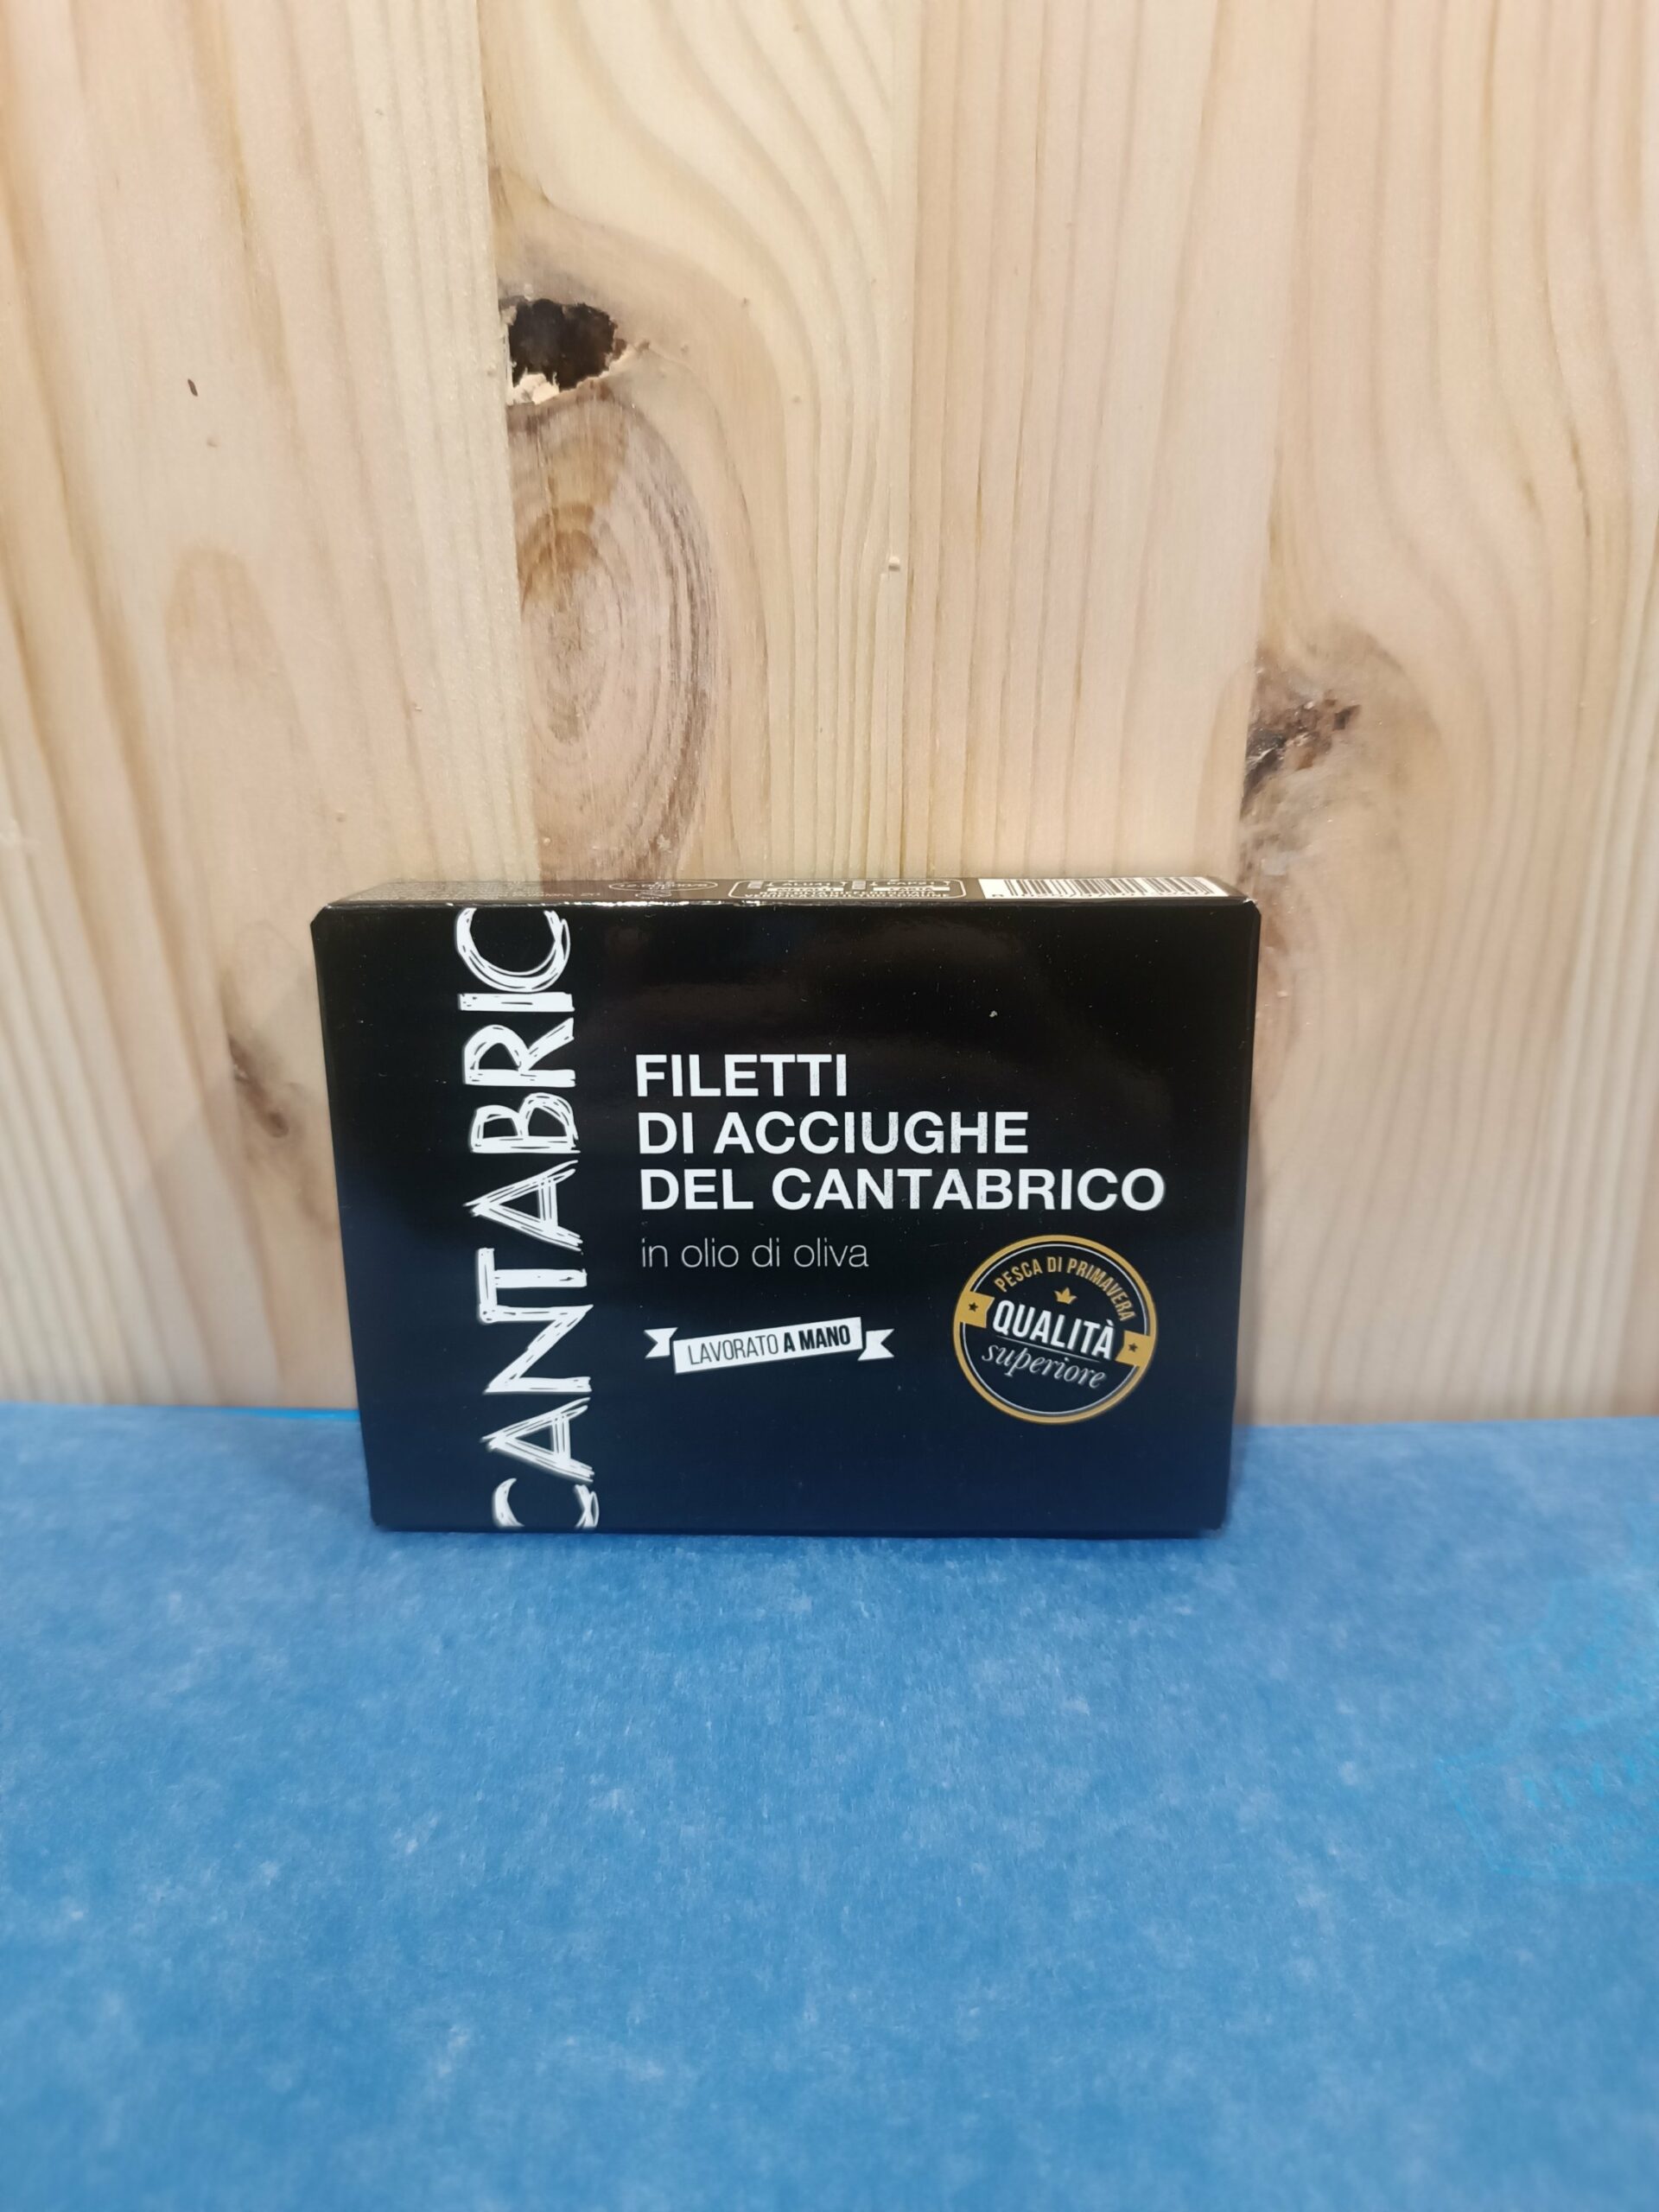 CANTABRIC
FILETTI
DI ACCIUGHE
DEL CANTABRICO
in olio di oliva
LAVORATO A MANO
PESCA DI PRIMAVERA
QUALITÀ
superiore